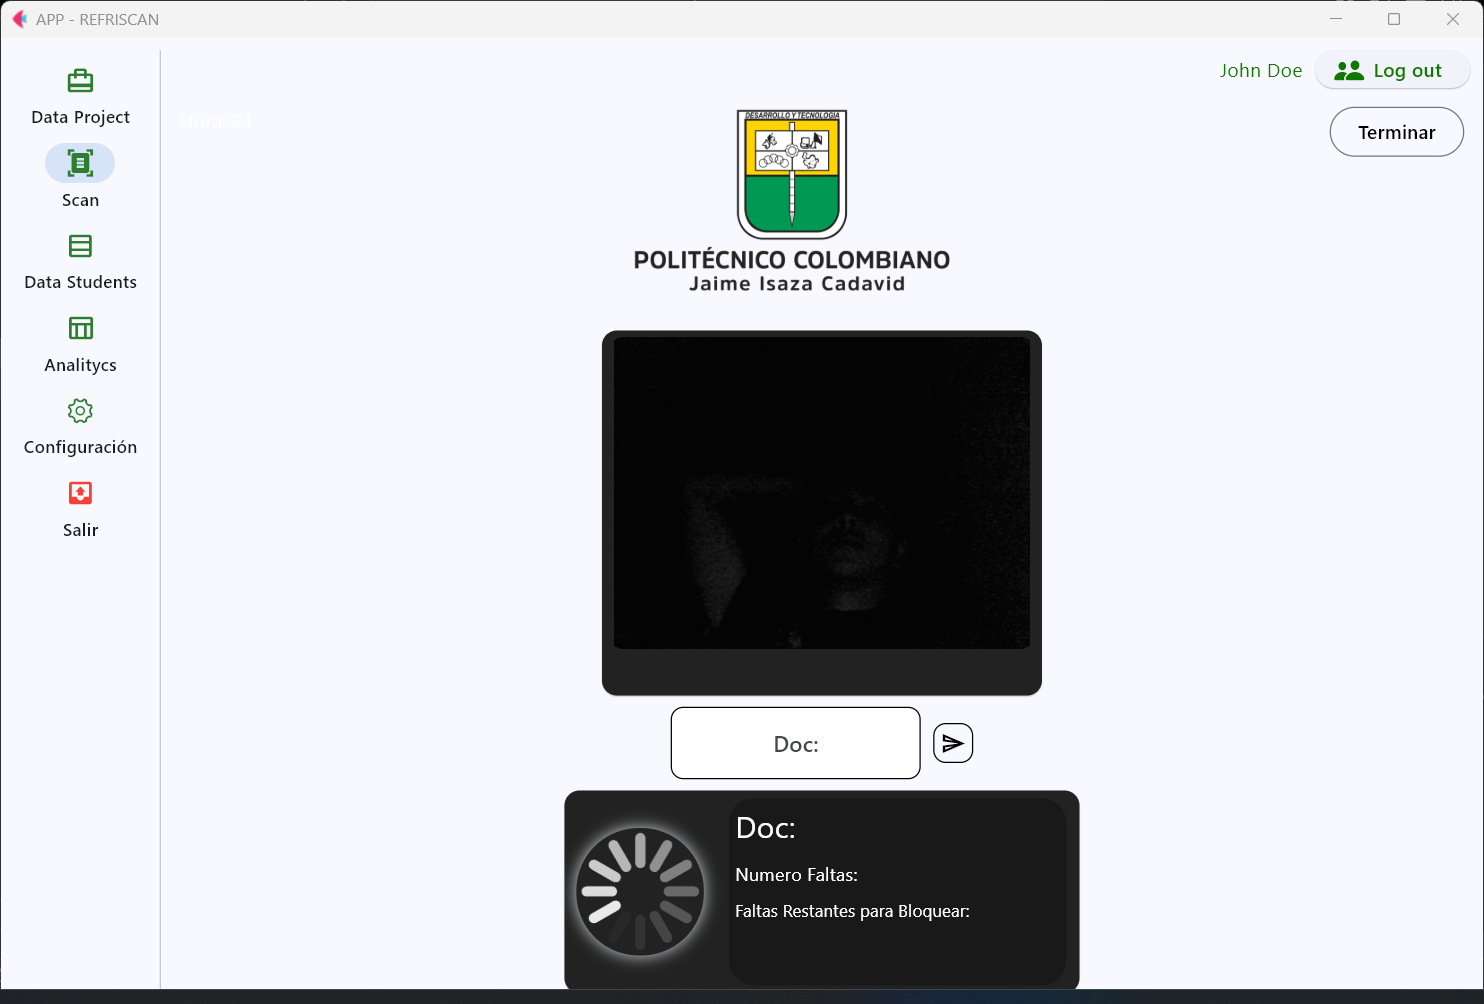 APP - REFRISCAN
John Doe
Log out
Terminar
Data Project
Scan
Data Students
Analitycs
Configuración
Salir
Hora: 21
DESARROLLO Y TECNOLOGIA
POLITÉCNICO COLOMBIANO
Jaime Isaza Cadavid
Doc:
Doc:
Numero Faltas:
Faltas Restantes para Bloquear: